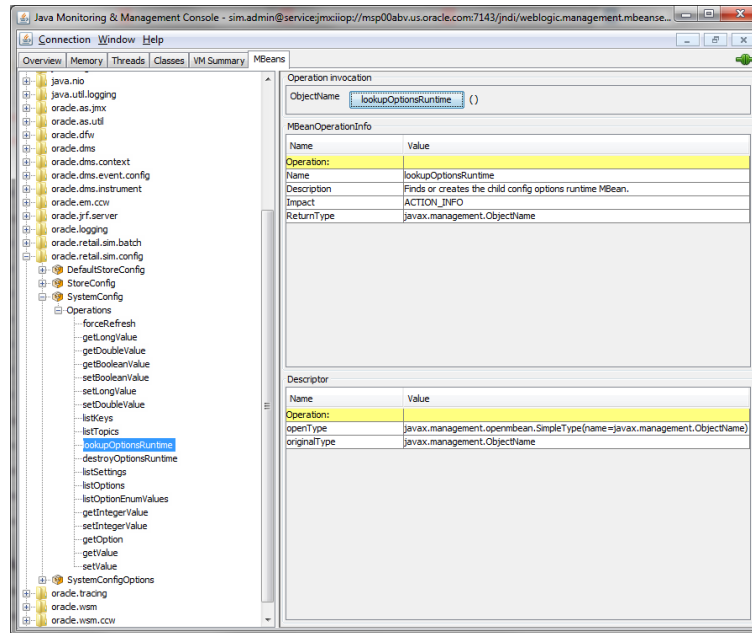 Java Monitoring & Management Console - sim.admin@service:jmx:iiop://msp00abv.us.oracle.com:7143/jndi/weblogic.management.mbeanse...
Connection Window Help
Overview Memory Threads Classes VM Summary MBeans
java.nio
java.util.logging
oracle.as.jmx
oracle.as.util
oracle.dfw
oracle.dms
oracle.dms.context
oracle.dms.event.config
oracle.dms.instrument
oracle.em.ccw
oracle.jrf.server
oracle.logging
oracle.retail.sim.batch
oracle.retail.sim.config
DefaultStoreConfig
StoreConfig
SystemConfig
Operations
forceRefresh
getLongValue
getDoubleValue
getBooleanValue
setBooleanValue
setLongValue
setDoubleValue
listKeys
listTopics
lookupOptionsRuntime
destroyOptionsRuntime
listSettings
listOptions
listOptionEnumValues
getIntegerValue
setIntegerValue
getOption
getValue
setValue
SystemConfigOptions
oracle.tracing
oracle.wsm
oracle.wsm.ccw
Operation invocation
ObjectName lookupOptionsRuntime ()
MBeanOperationInfo
Name Value
Operation:
Name lookupOptionsRuntime
Description Finds or creates the child config options runtime MBean.
Impact ACTION_INFO
ReturnType javax.management.ObjectName
Descriptor
Name Value
Operation:
openType javax.management.openmbean.SimpleType(name=javax.management.ObjectName)
originalType javax.management.ObjectName